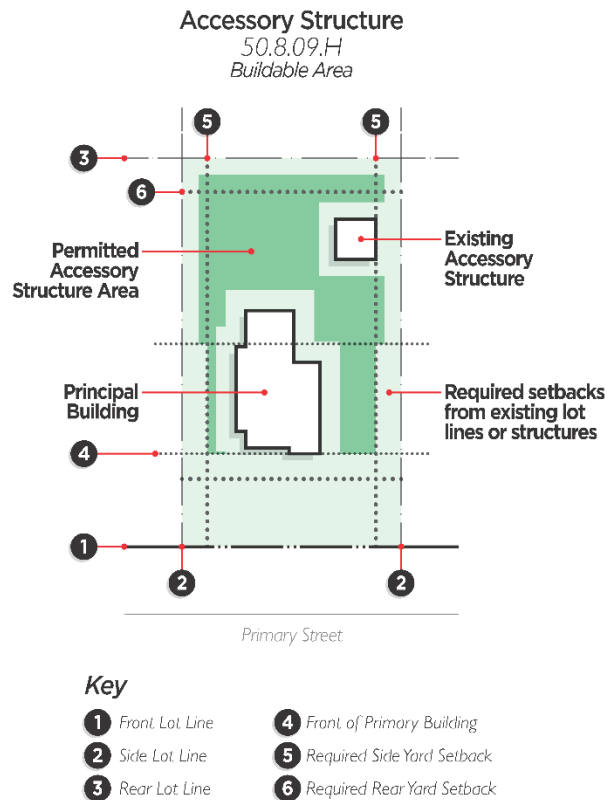 Accessory Structure
50.8.09.H
Buildable Area
5
5
3
6
Permitted
Accessory
Structure Area
Existing
Accessory
Structure
Principal
Building
Required setbacks
from existing lot
lines or structures
4
1
2
2
Primary Street
Key
1 Front Lot Line
2 Side Lot Line
3 Rear Lot Line
4 Front of Primary Building
5 Required Side Yard Setback
6 Required Rear Yard Setback